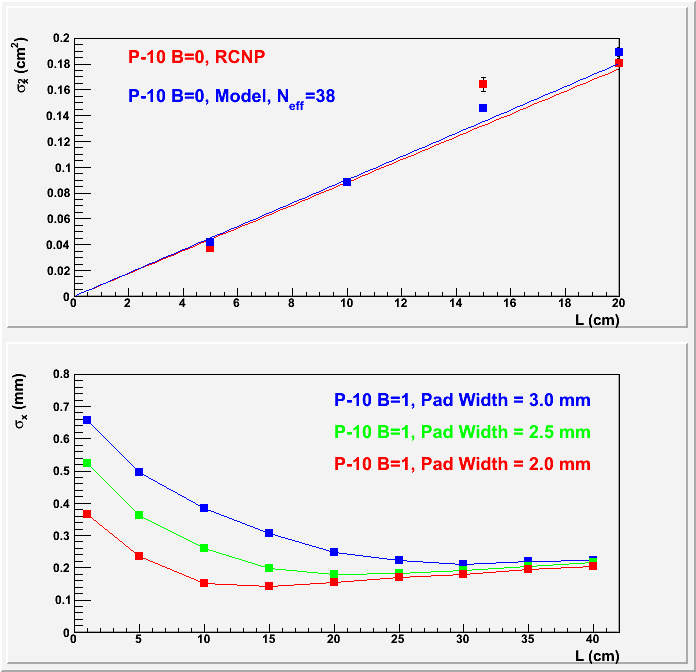 σ²x (cm²)
0.2
0.18
0.16
0.14
0.12
0.1
0.08
0.06
0.04
0.02
0
P-10 B=0, RCNP
P-10 B=0, Model, Neff=38
0 2 4 6 8 10 12 14 16 18 20
L (cm)
σx (mm)
0.8
0.7
0.6
0.5
0.4
0.3
0.2
0.1
0
P-10 B=1, Pad Width = 3.0 mm
P-10 B=1, Pad Width = 2.5 mm
P-10 B=1, Pad Width = 2.0 mm
0 5 10 15 20 25 30 35 40
L (cm)